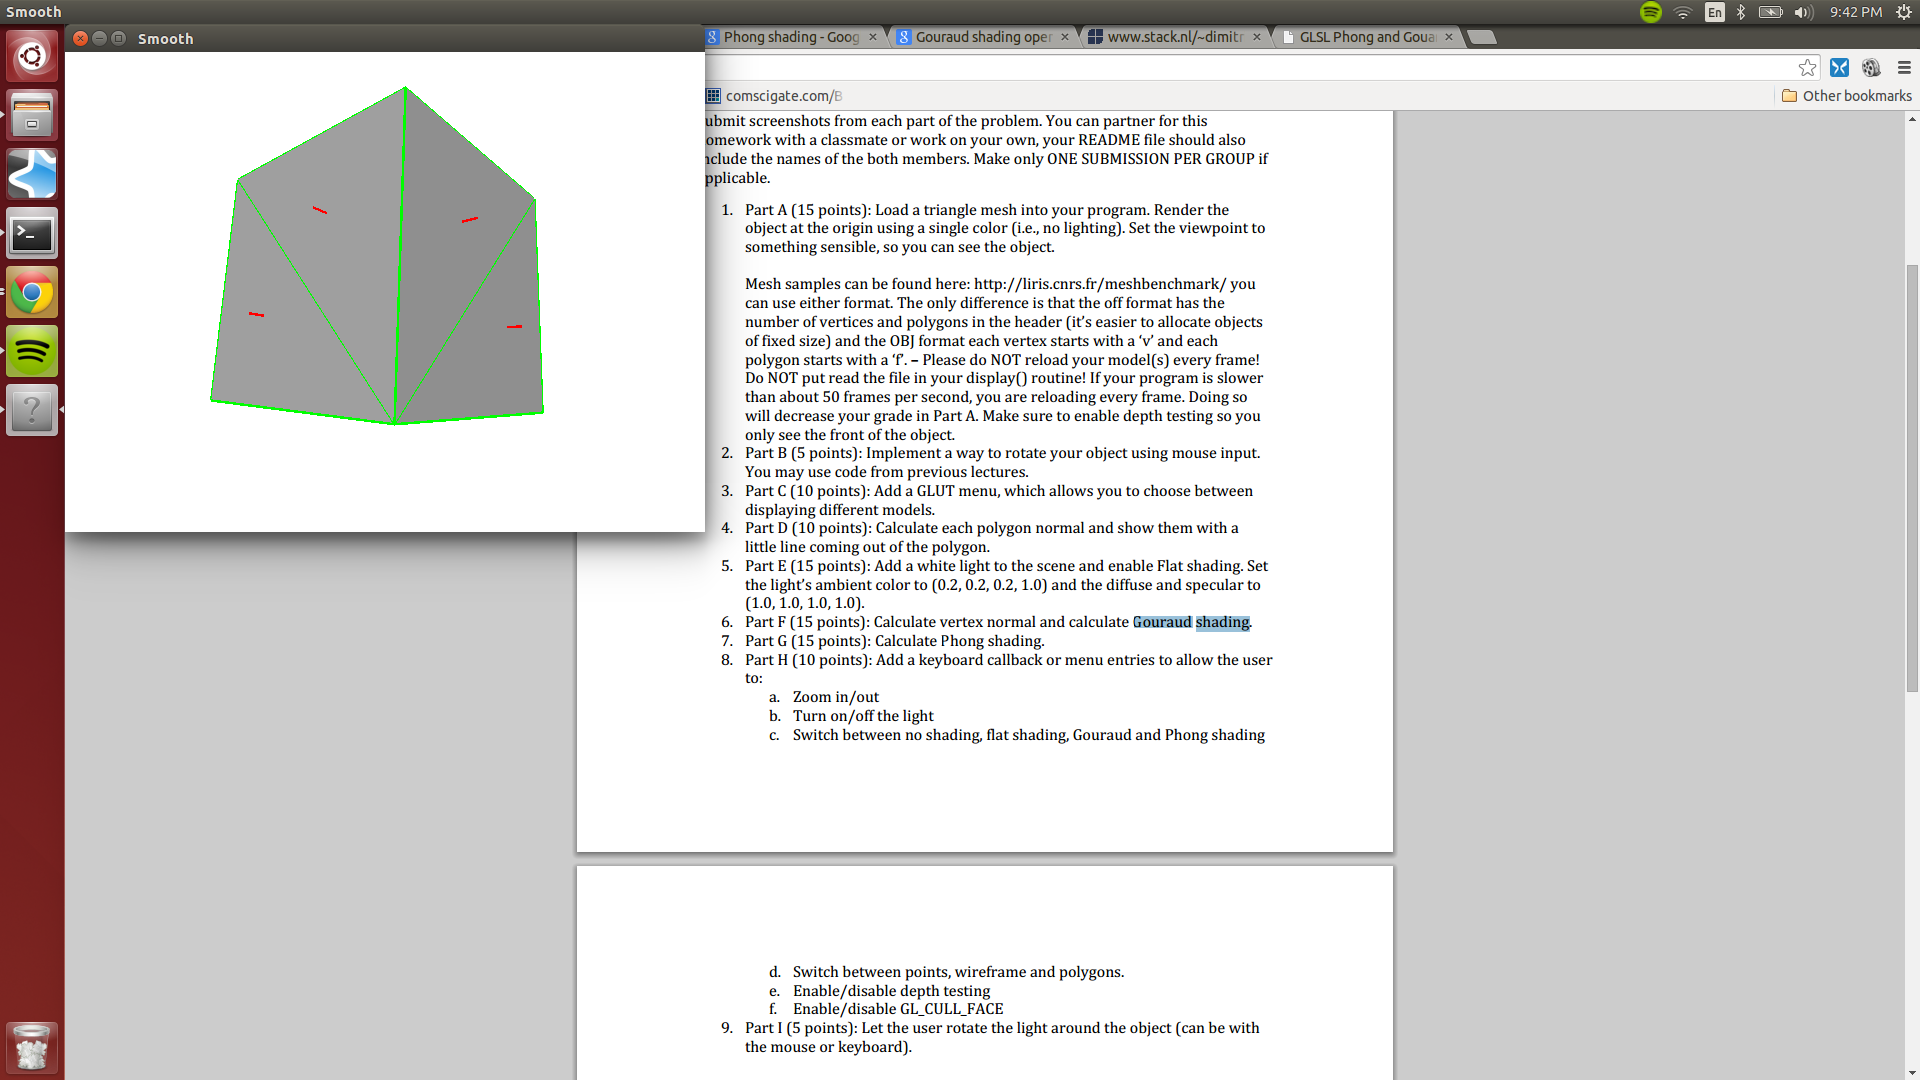 Smooth
En
9:42 PM
Smooth
Phong shading - Goog
Gouraud shading oper
www.stack.nl/~dimitr
GLSL Phong and Goua
comscigate.com/B
Other bookmarks
ubmit screenshots from each part of the problem. You can partner for this
omework with a classmate or work on your own, your README file should also
nclude the names of the both members. Make only ONE SUBMISSION PER GROUP if
pplicable.
1. Part A (15 points): Load a triangle mesh into your program. Render the
object at the origin using a single color (i.e., no lighting). Set the viewpoint to
something sensible, so you can see the object.
Mesh samples can be found here: http://liris.cnrs.fr/meshbenchmark/ you
can use either format. The only difference is that the off format has the
number of vertices and polygons in the header (it’s easier to allocate objects
of fixed size) and the OBJ format each vertex starts with a ‘v’ and each
polygon starts with a ‘f’. – Please do NOT reload your model(s) every frame!
Do NOT put read the file in your display() routine! If your program is slower
than about 50 frames per second, you are reloading every frame. Doing so
will decrease your grade in Part A. Make sure to enable depth testing so you
only see the front of the object.
2. Part B (5 points): Implement a way to rotate your object using mouse input.
You may use code from previous lectures.
3. Part C (10 points): Add a GLUT menu, which allows you to choose between
displaying different models.
4. Part D (10 points): Calculate each polygon normal and show them with a
little line coming out of the polygon.
5. Part E (15 points): Add a white light to the scene and enable Flat shading. Set
the light’s ambient color to (0.2, 0.2, 0.2, 1.0) and the diffuse and specular to
(1.0, 1.0, 1.0, 1.0).
6. Part F (15 points): Calculate vertex normal and calculate Gouraud shading.
7. Part G (15 points): Calculate Phong shading.
8. Part H (10 points): Add a keyboard callback or menu entries to allow the user
to:
a. Zoom in/out
b. Turn on/off the light
c. Switch between no shading, flat shading, Gouraud and Phong shading
d. Switch between points, wireframe and polygons.
e. Enable/disable depth testing
f. Enable/disable GL_CULL_FACE
9. Part I (5 points): Let the user rotate the light around the object (can be with
the mouse or keyboard).